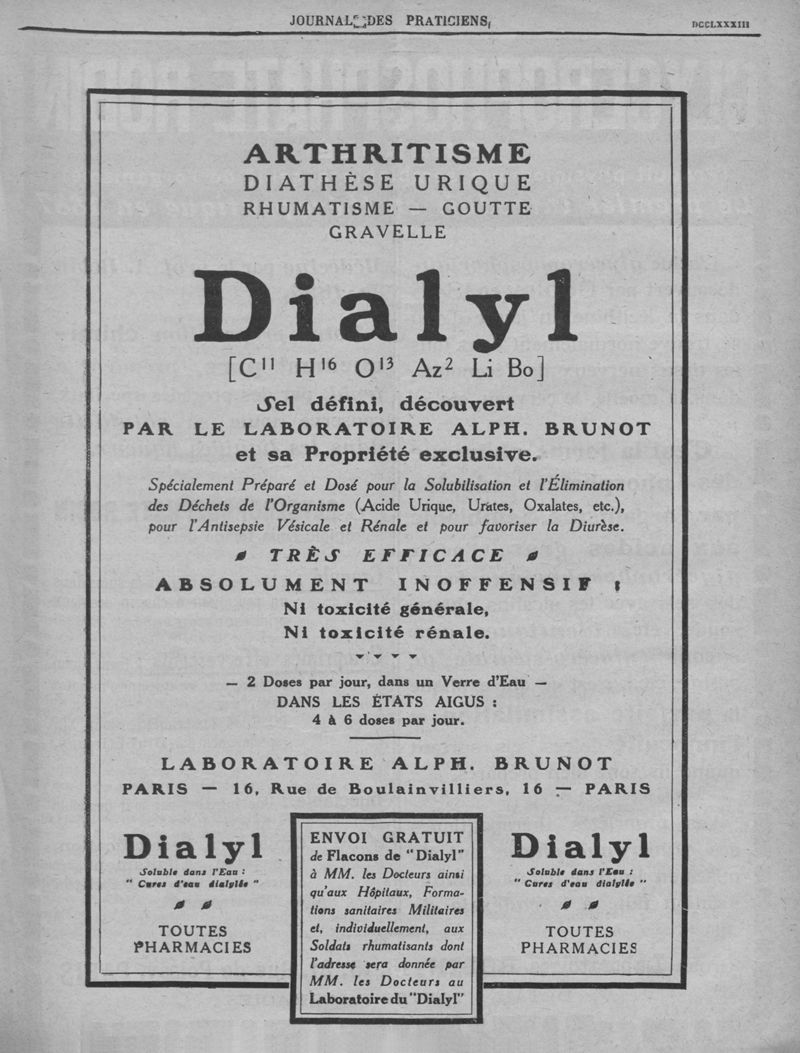 JOURNAL DES PRATICIENS,
DCCLXXXIII
ARTHRITISME
DIATHÈSE URIQUE
RHUMATISME — GOUTTE
GRAVELLE
Dialyl
[C¹¹ H¹⁶ O¹³ Az² Li Bo]
Sel défini, découvert
PAR LE LABORATOIRE ALPH. BRUNOT
et sa Propriété exclusive.
Spécialement Préparé et Dosé pour la Solubilisation et l'Élimination
des Déchets de l'Organisme (Acide Urique, Urates, Oxalates, etc.),
pour l'Antisepsie Vésicale et Rénale et pour favoriser la Diurèse.
TRÈS EFFICACE
ABSOLUMENT INOFFENSIF :
Ni toxicité générale,
Ni toxicité rénale.
— 2 Doses par jour, dans un Verre d'Eau —
DANS LES ÉTATS AIGUS :
4 à 6 doses par jour.
LABORATOIRE ALPH. BRUNOT
PARIS — 16, Rue de Boulainvilliers, 16 — PARIS
Dialyl
Soluble dans l'Eau :
" Cures d'eau dialylée "
TOUTES
PHARMACIES
ENVOI GRATUIT
de Flacons de "Dialyl"
à MM. les Docteurs ainsi
qu'aux Hôpitaux, Forma-
tions sanitaires Militaires
et, individuellement, aux
Soldats rhumatisants dont
l'adresse sera donnée par
MM. les Docteurs au
Laboratoire du "Dialyl"
Dialyl
Soluble dans l'Eau :
" Cures d'eau dialylée "
TOUTES
PHARMACIES